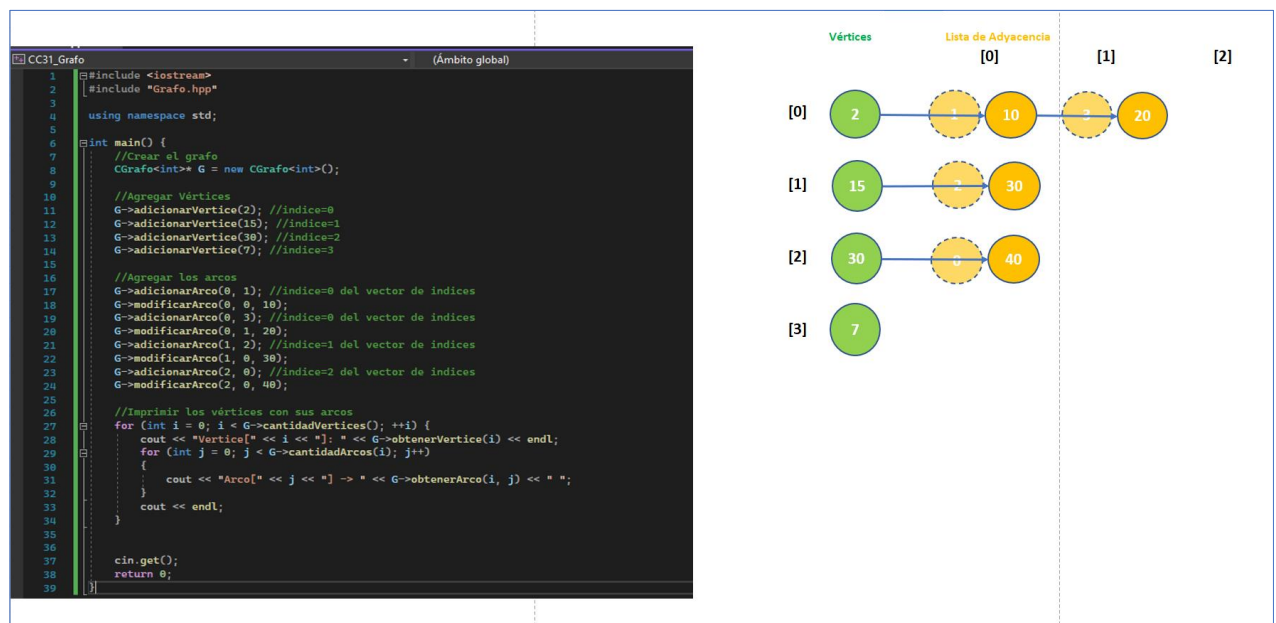 CC31_Grafo (Ámbito global)
1 #include <iostream>
2 #include "Grafo.hpp"
3
4 using namespace std;
5
6 int main() {
7 //Crear el grafo
8 CGrafo<int>* G = new CGrafo<int>();
9
10 //Agregar Vértices
11 G->adicionarVertice(2); //indice=0
12 G->adicionarVertice(15); //indice=1
13 G->adicionarVertice(30); //indice=2
14 G->adicionarVertice(7); //indice=3
15
16 //Agregar los arcos
17 G->adicionarArco(0, 1); //indice=0 del vector de indices
18 G->modificarArco(0, 0, 10);
19 G->adicionarArco(0, 3); //indice=0 del vector de indices
20 G->modificarArco(0, 1, 20);
21 G->adicionarArco(1, 2); //indice=1 del vector de indices
22 G->modificarArco(1, 0, 30);
23 G->adicionarArco(2, 0); //indice=2 del vector de indices
24 G->modificarArco(2, 0, 40);
25
26 //Imprimir los vértices con sus arcos
27 for (int i = 0; i < G->cantidadVertices(); ++i) {
28 cout << "Vertice[" << i << "]: " << G->obtenerVertice(i) << endl;
29 for (int j = 0; j < G->cantidadArcos(i); j++)
30 {
31 cout << "Arco[" << j << "] -> " << G->obtenerArco(i, j) << " ";
32 }
33 cout << endl;
34 }
35
36
37 cin.get();
38 return 0;
39 }
Vértices Lista de Adyacencia
[0] [1] [2]
[0] 2 1 10 3 20
[1] 15 2 30
[2] 30 0 40
[3] 7